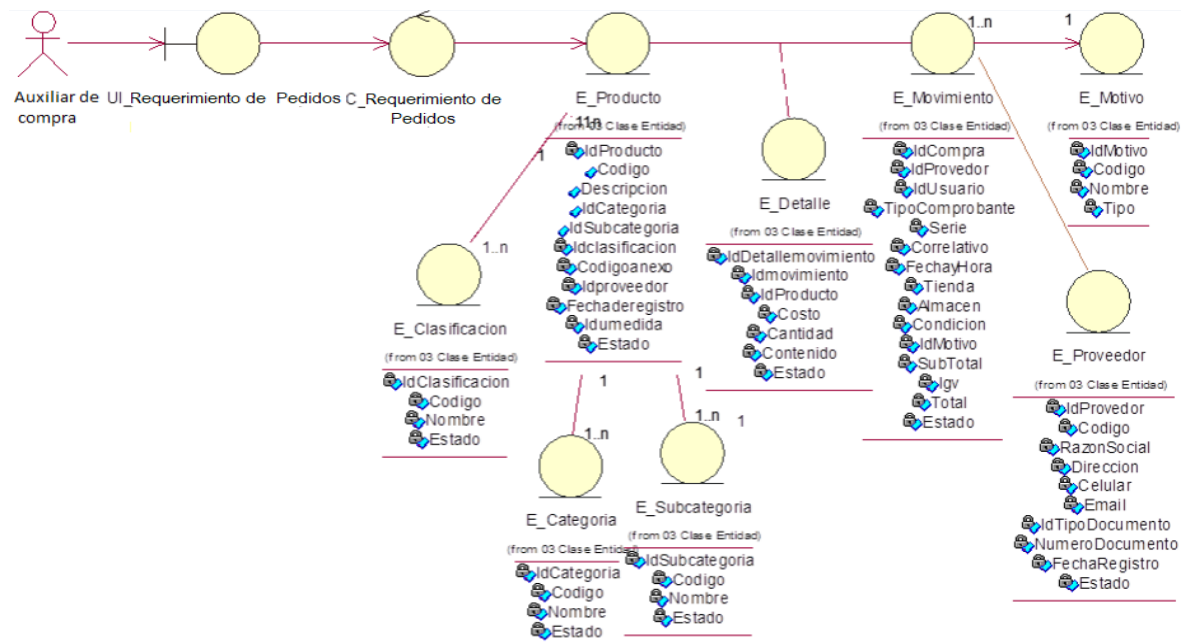 Auxiliar de compra
UI_Requerimiento de Pedidos
C_Requerimiento de Pedidos
E_Producto
(from 03 Clase Entidad)
IdProducto
Codigo
Descripcion
IdCategoria
IdSubcategoria
Idclasificacion
Codigoanexo
Idproveedor
Fechaderegistro
Idumedida
Estado
1
1..n
E_Clasificacion
(from 03 Clase Entidad)
IdClasificacion
Codigo
Nombre
Estado
1
1..n
E_Categoria
(from 03 Clase Entidad)
IdCategoria
Codigo
Nombre
Estado
1
1..n
1
E_Subcategoria
(from 03 Clase Entidad)
IdSubcategoria
Codigo
Nombre
Estado
E_Detalle
(from 03 Clase Entidad)
IdDetallemovimiento
Idmovimiento
IdProducto
Costo
Cantidad
Contenido
Estado
1..n
E_Movimiento
(from 03 Clase Entidad)
IdCompra
IdProvedor
IdUsuario
TipoComprobante
Serie
Correlativo
FechayHora
Tienda
Almacen
Condicion
IdMotivo
SubTotal
Igv
Total
Estado
1
E_Motivo
(from 03 Clase Entidad)
IdMotivo
Codigo
Nombre
Tipo
E_Proveedor
(from 03 Clase Entidad)
IdProvedor
Codigo
RazonSocial
Direccion
Celular
Email
IdTipoDocumento
NumeroDocumento
FechaRegistro
Estado